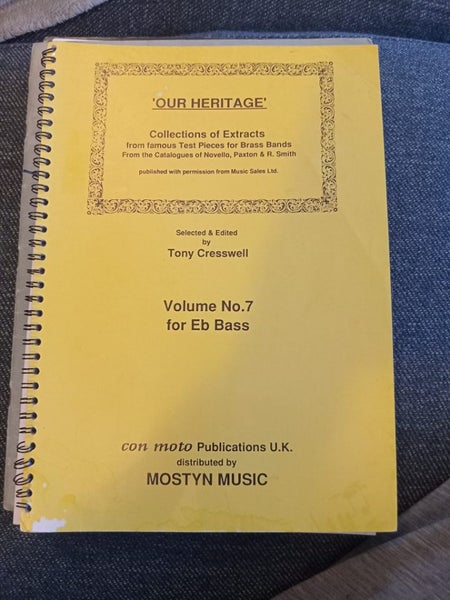 'OUR HERITAGE'
Collections of Extracts
from famous Test Pieces for Brass Bands
From the Catalogues of Novello, Paxton & R. Smith
published with permission from Music Sales Ltd.
Selected & Edited
by
Tony Cresswell
Volume No.7
for Eb Bass
con moto Publications U.K.
distributed by
MOSTYN MUSIC